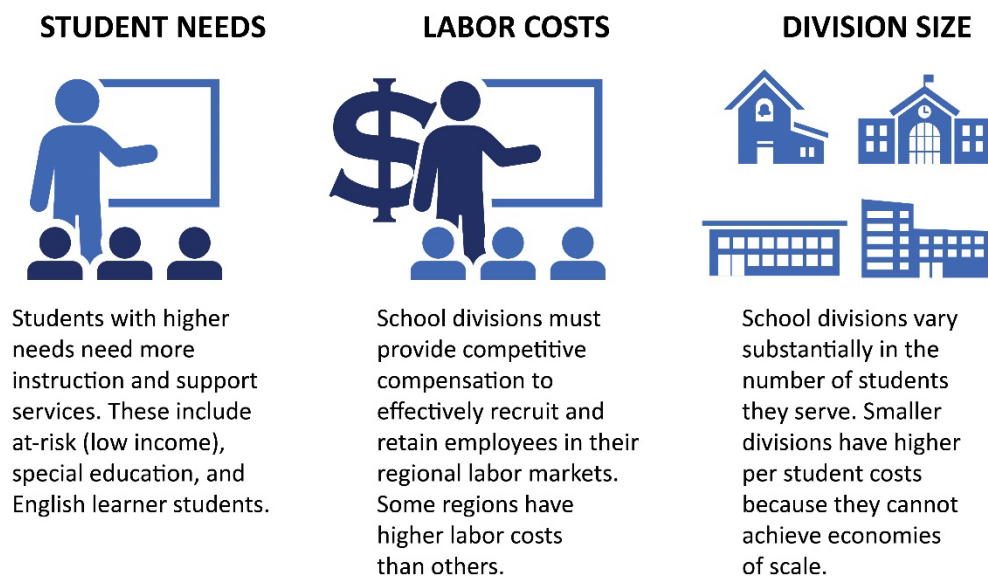 STUDENT NEEDS
Students with higher
needs need more
instruction and support
services. These include
at-risk (low income),
special education, and
English learner students.
LABOR COSTS
School divisions must
provide competitive
compensation to
effectively recruit and
retain employees in their
regional labor markets.
Some regions have
higher labor costs
than others.
DIVISION SIZE
School divisions vary
substantially in the
number of students
they serve. Smaller
divisions have higher
per student costs
because they cannot
achieve economies
of scale.